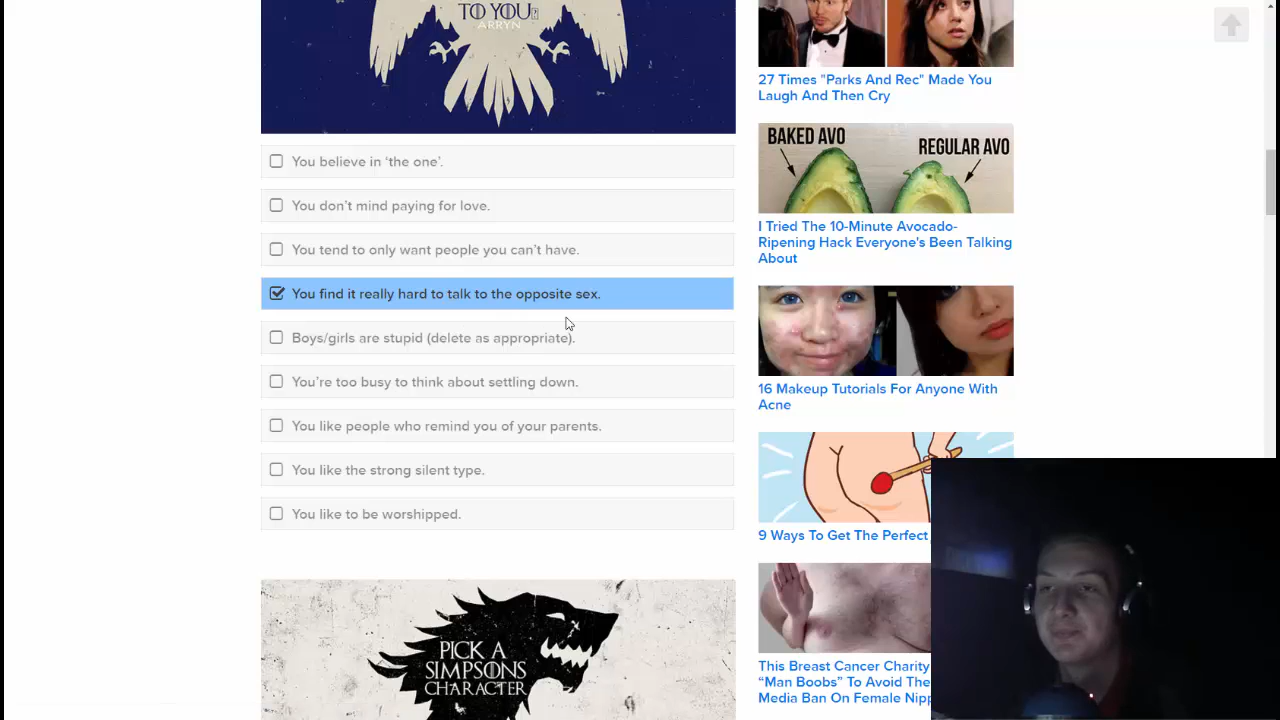 TO YOU?
ARRYN
You believe in ‘the one’.
You don’t mind paying for love.
You tend to only want people you can’t have.
You find it really hard to talk to the opposite sex.
Boys/girls are stupid (delete as appropriate).
You’re too busy to think about settling down.
You like people who remind you of your parents.
You like the strong silent type.
You like to be worshipped.
PICK A
SIMPSONS
CHARACTER
27 Times "Parks And Rec" Made You
Laugh And Then Cry
BAKED AVO
REGULAR AVO
I Tried The 10-Minute Avocado-
Ripening Hack Everyone's Been Talking
About
16 Makeup Tutorials For Anyone With
Acne
9 Ways To Get The Perfect
This Breast Cancer Charity
“Man Boobs” To Avoid The
Media Ban On Female Nipp